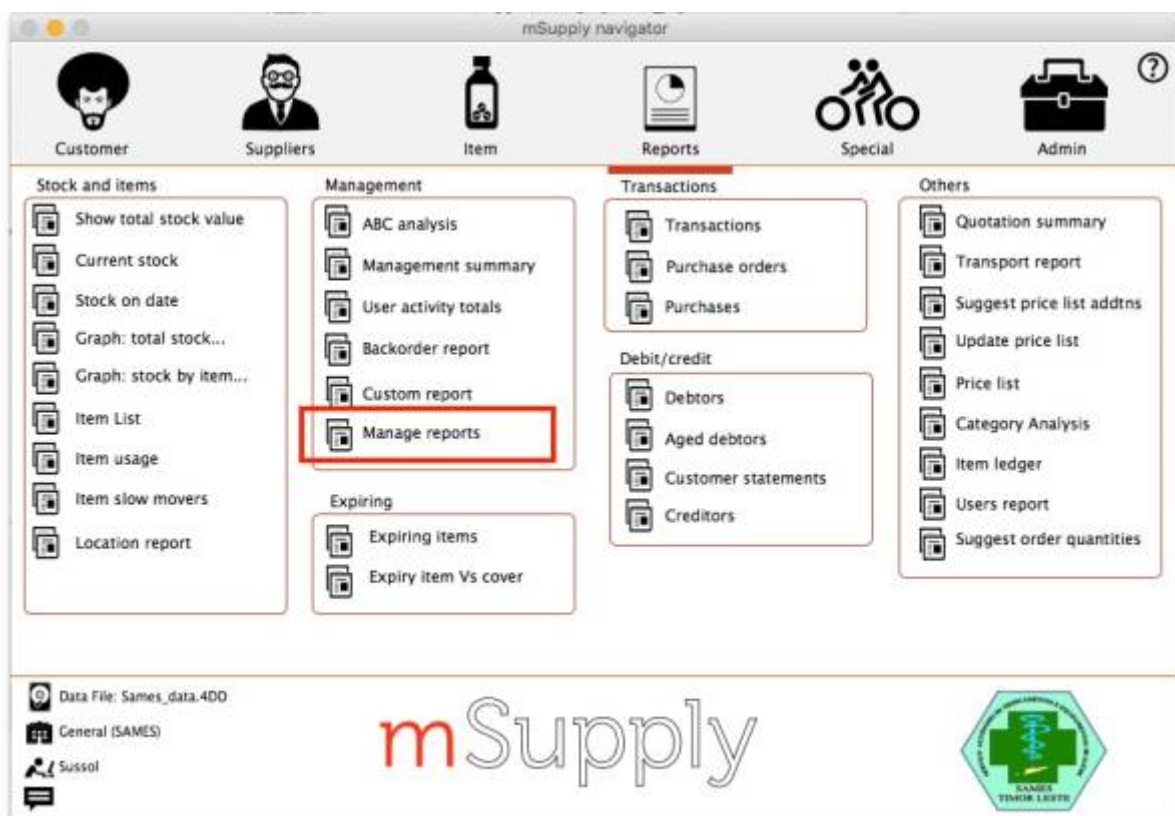 mSupply navigator
Customer
Suppliers
Item
Reports
Special
Admin
?
Stock and items
Show total stock value
Current stock
Stock on date
Graph: total stock...
Graph: stock by item...
Item List
Item usage
Item slow movers
Location report
Management
ABC analysis
Management summary
User activity totals
Backorder report
Custom report
Manage reports
Expiring
Expiring items
Expiry item Vs cover
Transactions
Transactions
Purchase orders
Purchases
Debit/credit
Debtors
Aged debtors
Customer statements
Creditors
Others
Quotation summary
Transport report
Suggest price list addtns
Update price list
Price list
Category Analysis
Item ledger
Users report
Suggest order quantities
Data File: Sames_data.4DD
General (SAMES)
Sussol
mSupply
SAMES
TIMOR LESTE